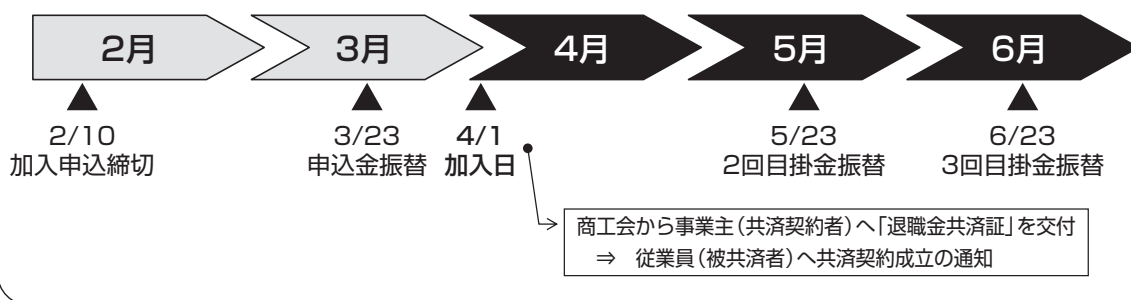 2月 3月 4月 5月 6月
2/10 3/23 4/1 5/23 6/23
加入申込締切 申込金振替 加入日 2回目掛金振替 3回目掛金振替
商工会から事業主(共済契約者)へ「退職金共済証」を交付
⇒ 従業員(被共済者)へ共済契約成立の通知